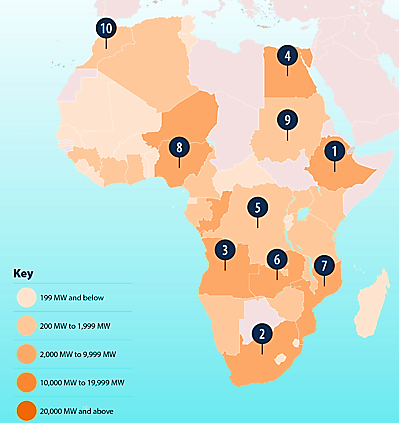 10
4
9
1
8
5
3
6
7
2
Key
199 MW and below
200 MW to 1,999 MW
2,000 MW to 9,999 MW
10,000 MW to 19,999 MW
20,000 MW and above